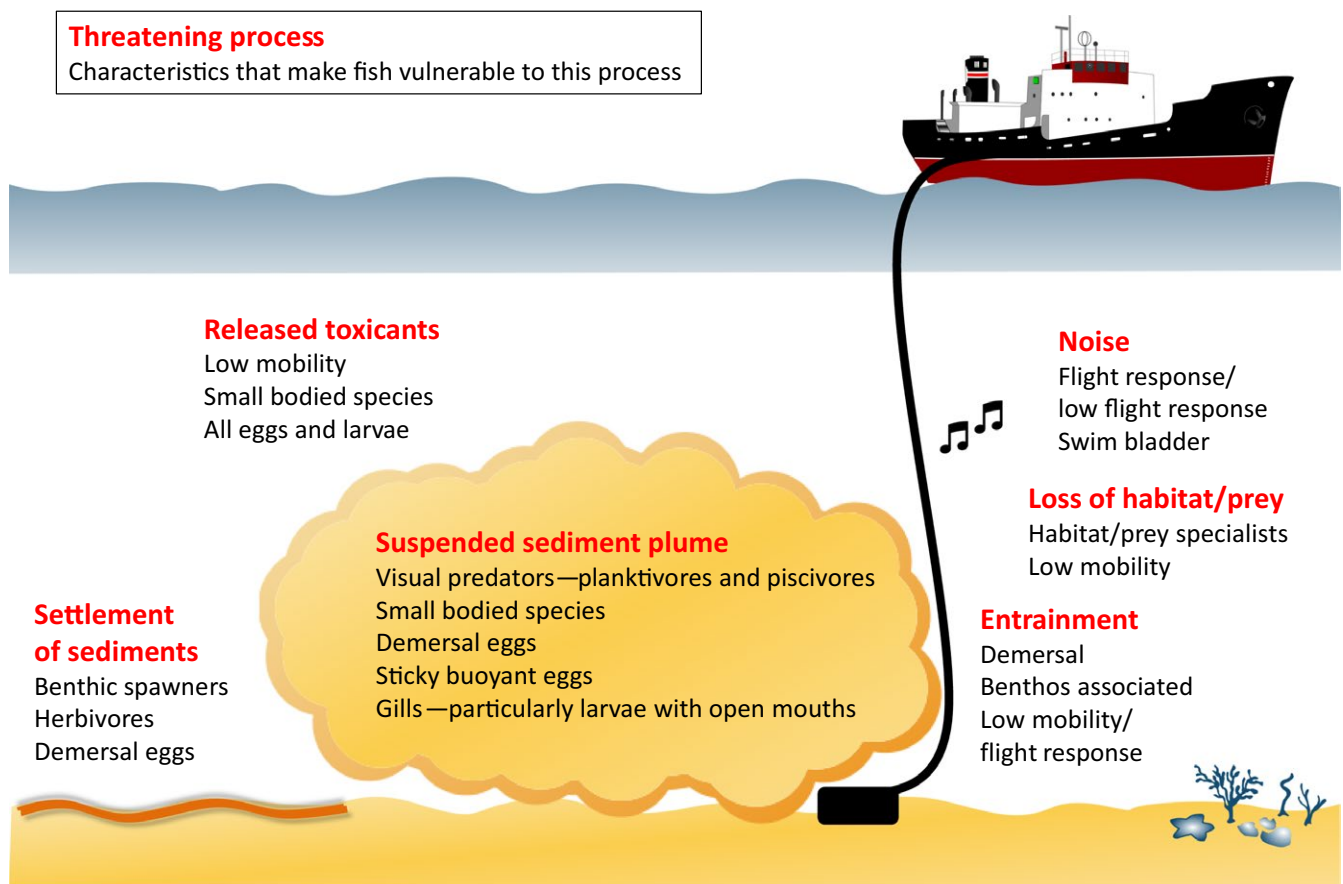 Threatening process
Characteristics that make fish vulnerable to this process
Released toxicants
Low mobility
Small bodied species
All eggs and larvae
Noise
Flight response/
low flight response
Swim bladder
Loss of habitat/prey
Habitat/prey specialists
Low mobility
Suspended sediment plume
Visual predators—planktivores and piscivores
Small bodied species
Demersal eggs
Sticky buoyant eggs
Gills—particularly larvae with open mouths
Settlement
of sediments
Benthic spawners
Herbivores
Demersal eggs
Entrainment
Demersal
Benthos associated
Low mobility/
flight response